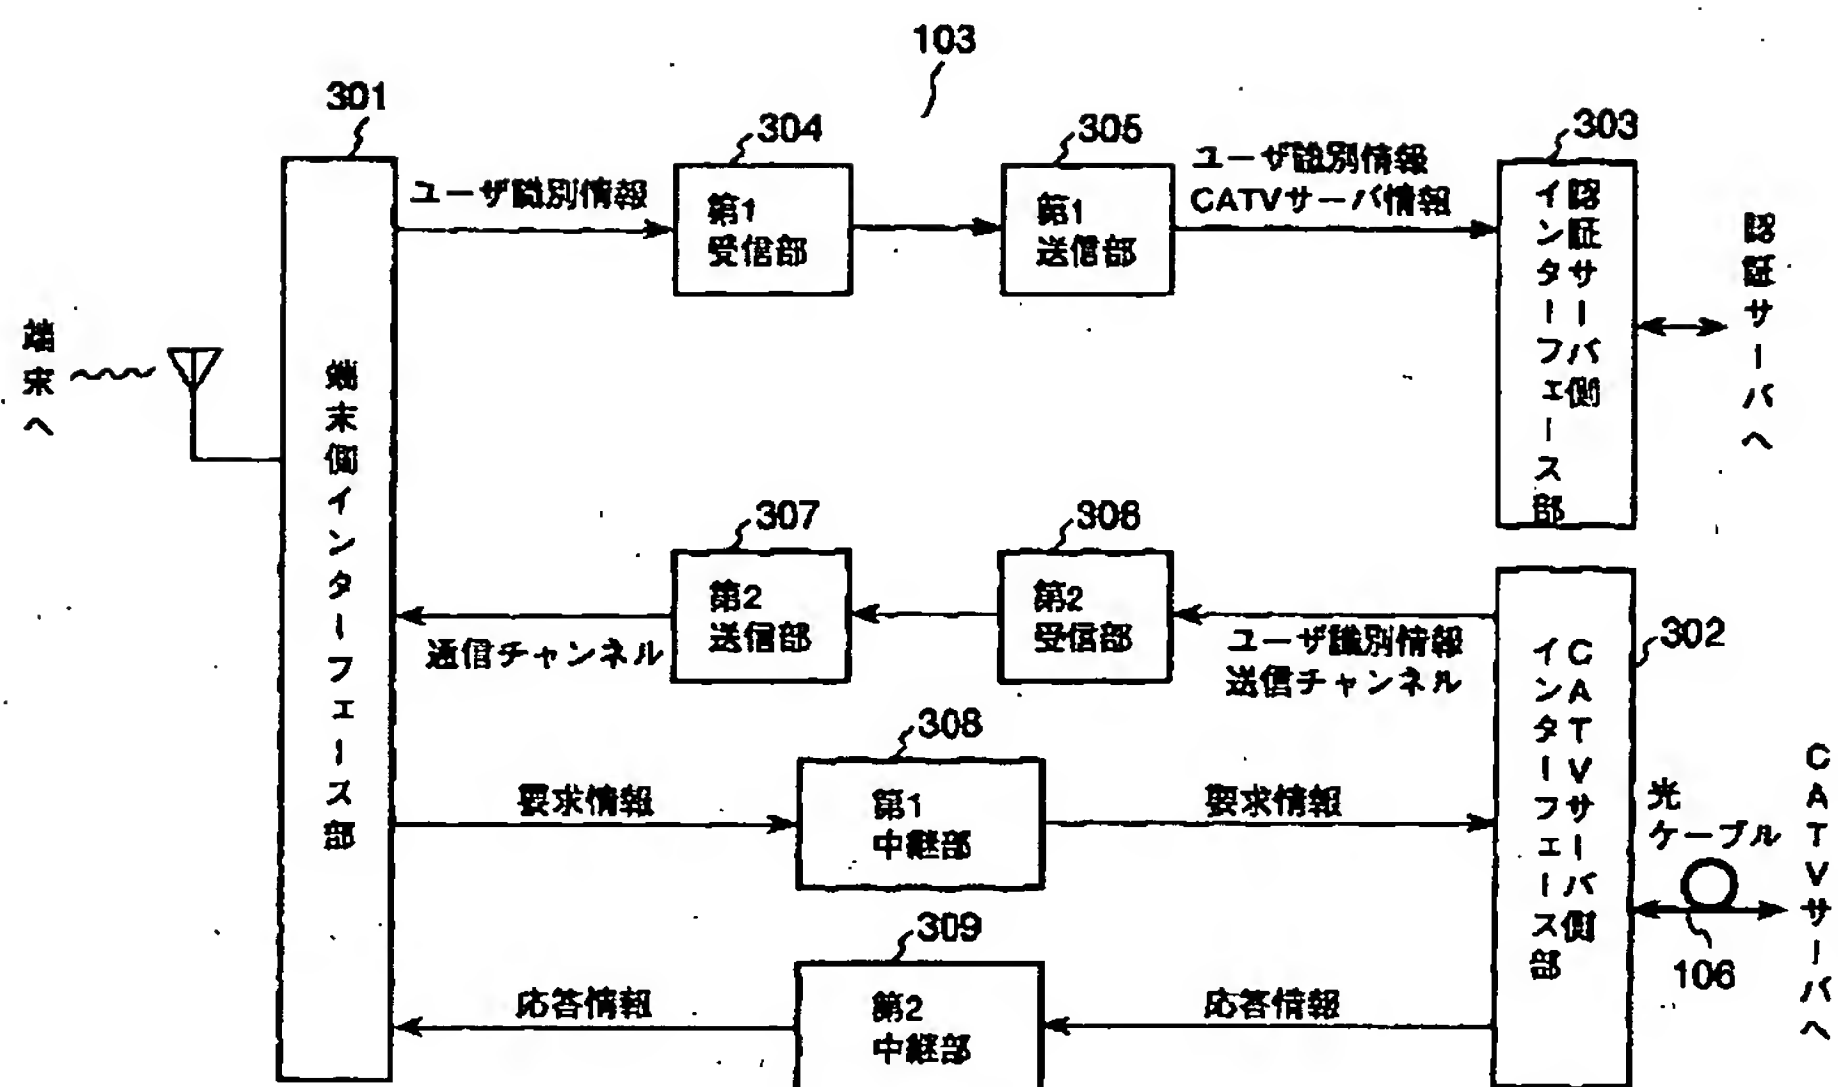 103
301
304
305
303
ユーザ識別情報
第1
受信部
第1
送信部
ユーザ識別情報
CATVサーバ情報
認証サーバ側
インターフェース部
認証サーバへ
端末へ
端末側インターフェース部
307
306
第2
送信部
第2
受信部
通信チャンネル
ユーザ識別情報
送信チャンネル
302
CATVサーバ側
インターフェース部
308
要求情報
第1
中継部
要求情報
光
ケーブル
106
CATVサーバへ
309
応答情報
第2
中継部
応答情報